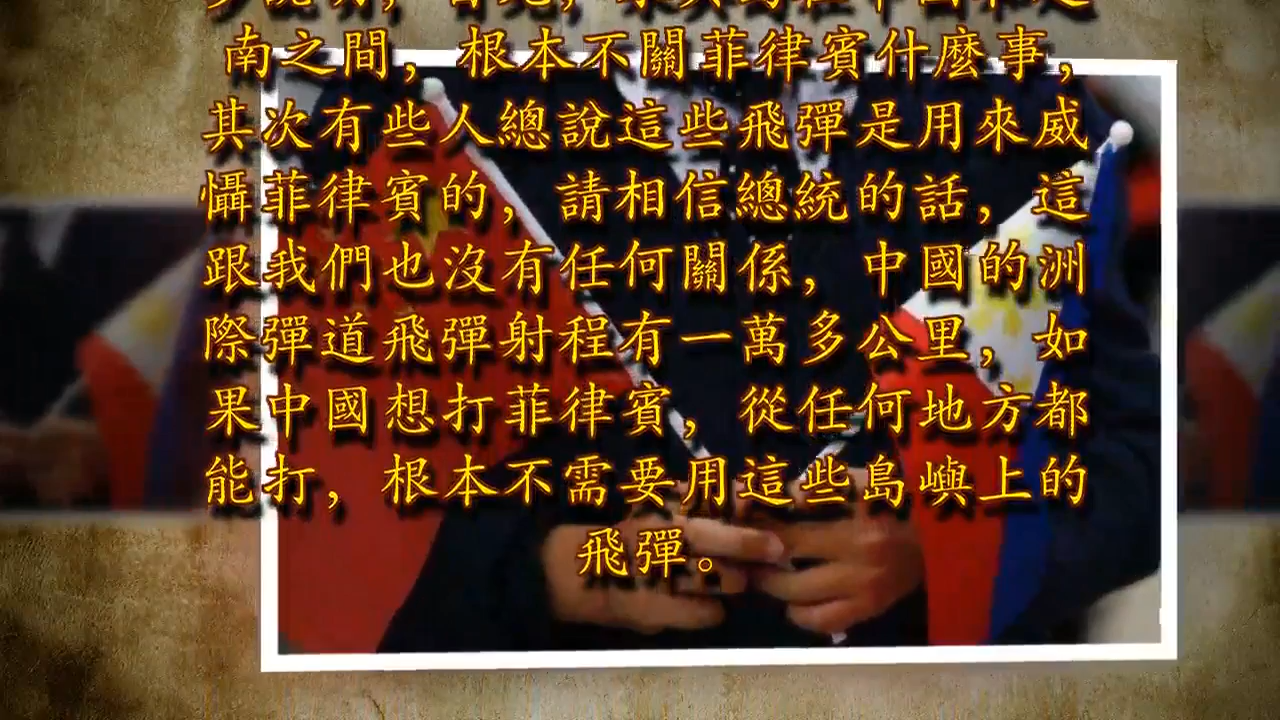 南之間，根本不關菲律賓什麼事，
其次有些人總說這些飛彈是用來威
懾菲律賓的，請相信總統的話，這
跟我們也沒有任何關係，中國的洲
際彈道飛彈射程有一萬多公里，如
果中國想打菲律賓，從任何地方都
能打，根本不需要用這些島嶼上的
飛彈。